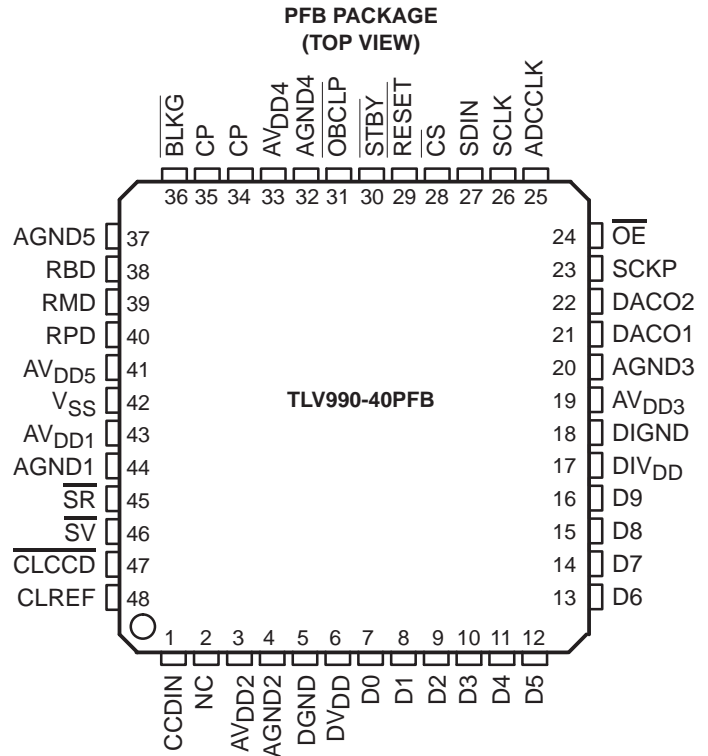 PFB PACKAGE
(TOP VIEW)
BLKG
CP
CP
AVDD4
AGND4
OBCLP
STBY
RESET
CS
SDIN
SCLK
ADCCLK
36 35 34 33 32 31 30 29 28 27 26 25
AGND5 37
RBD 38
RMD 39
RPD 40
AVDD5 41
VSS 42
AVDD1 43
AGND1 44
SR 45
SV 46
CLCCD 47
CLREF 48
TLV990-40PFB
24 OE
23 SCKP
22 DACO2
21 DACO1
20 AGND3
19 AVDD3
18 DIGND
17 DIVDD
16 D9
15 D8
14 D7
13 D6
1 2 3 4 5 6 7 8 9 10 11 12
CCDIN
NC
AVDD2
AGND2
DGND
DVDD
D0
D1
D2
D3
D4
D5